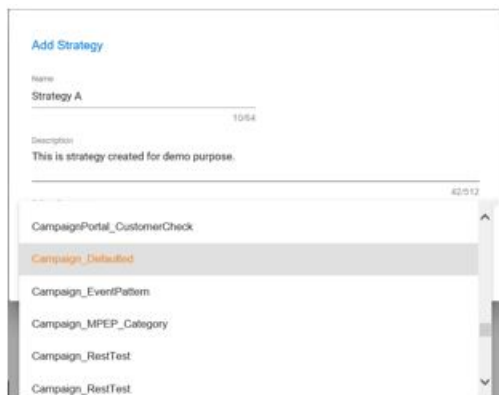 Add Strategy
Name
Strategy A
10/64
Description
This is strategy created for demo purpose.
42/512
CampaignPortal_CustomerCheck
Campaign_Defaulted
Campaign_EventPattern
Campaign_MPEP_Category
Campaign_RestTest
Campaign_RestTest